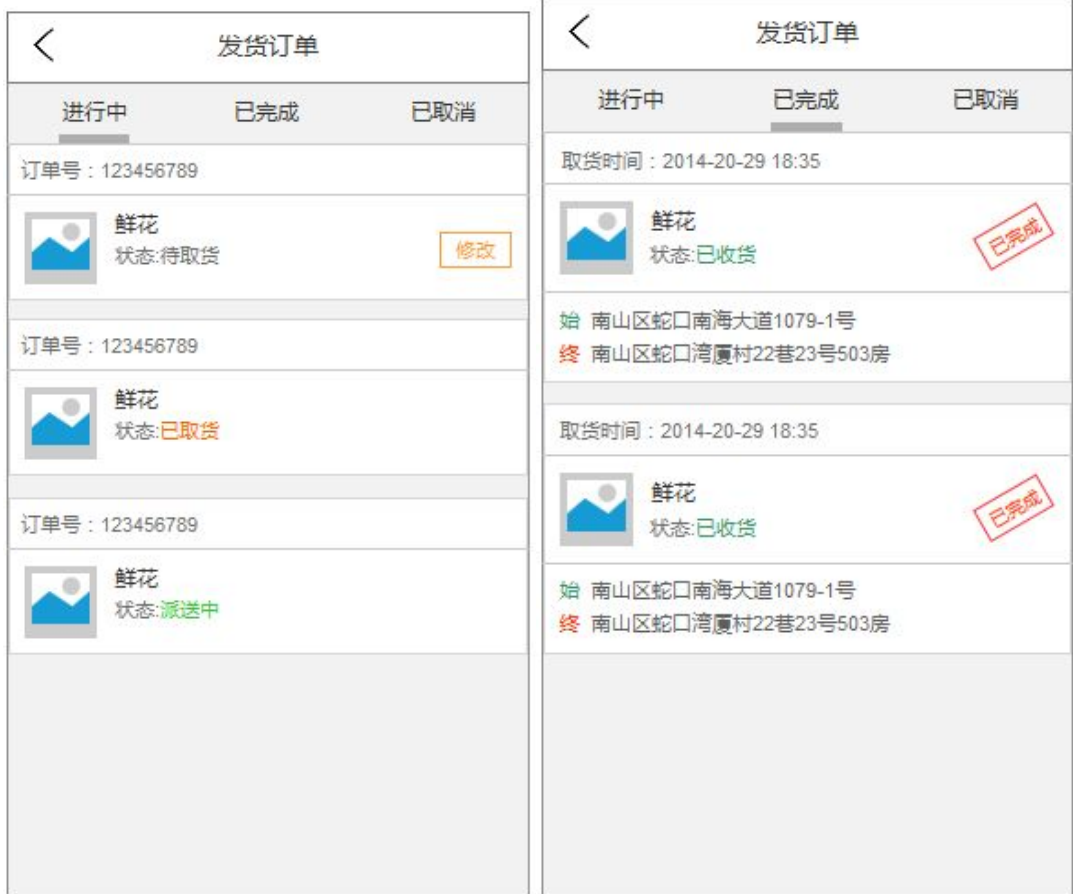 发货订单
进行中 已完成 已取消
订单号：123456789
鲜花
状态:待取货
修改
订单号：123456789
鲜花
状态:已取货
订单号：123456789
鲜花
状态:派送中
发货订单
进行中 已完成 已取消
取货时间：2014-20-29 18:35
鲜花
状态:已收货
已完成
始 南山区蛇口南海大道1079-1号
终 南山区蛇口湾厦村22巷23号503房
取货时间：2014-20-29 18:35
鲜花
状态:已收货
已完成
始 南山区蛇口南海大道1079-1号
终 南山区蛇口湾厦村22巷23号503房